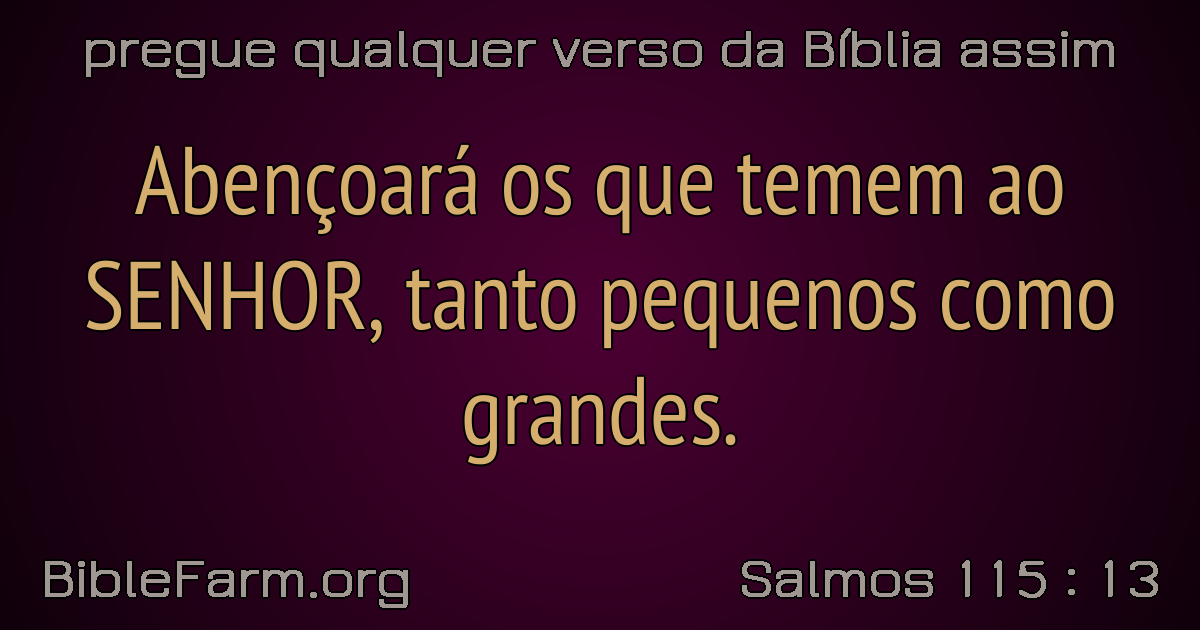 pregue qualquer verso da Bíblia assim
Abençoará os que temem ao
SENHOR, tanto pequenos como
grandes.
BibleFarm.org
Salmos 115 : 13